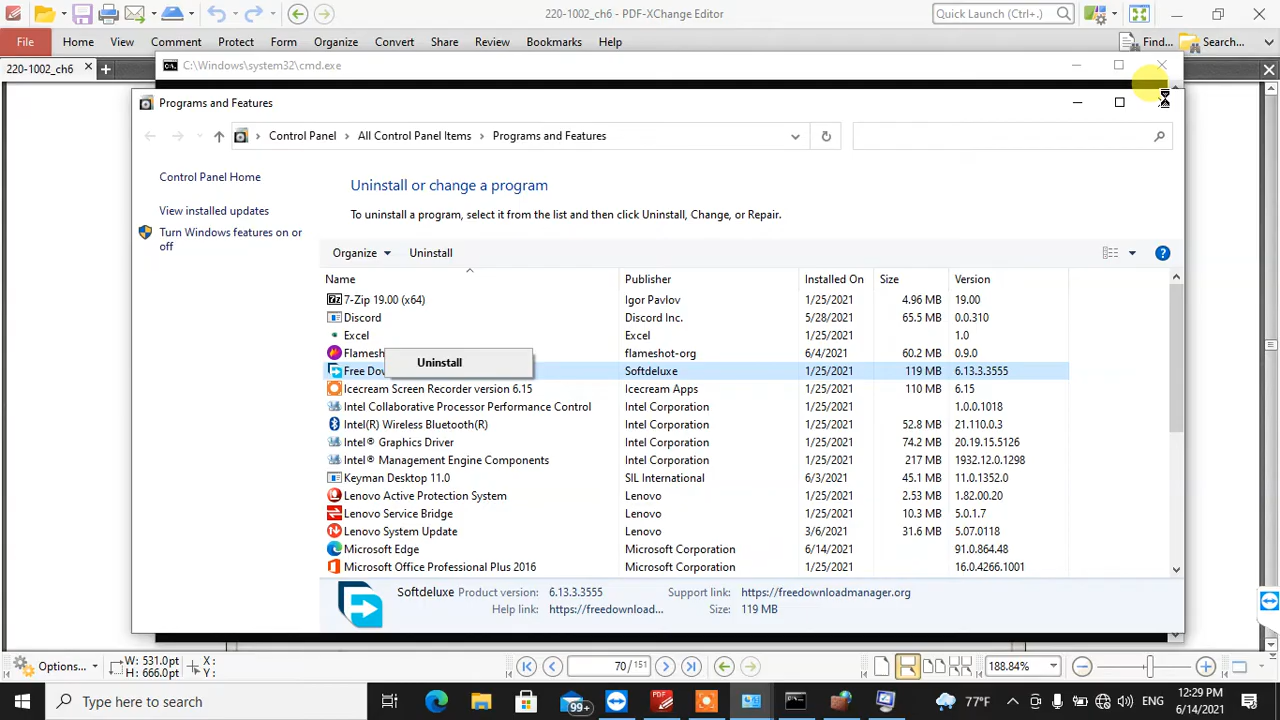 220-1002_ch6 - PDF-XChange Editor
Quick Launch (Ctrl+.)
File Home View Comment Protect Form Organize Convert Share Review Bookmarks Help
Find... Search...
220-1002_ch6
C:\Windows\system32\cmd.exe
Programs and Features
Control Panel > All Control Panel Items > Programs and Features
Control Panel Home
View installed updates
Turn Windows features on or
off
Uninstall or change a program
To uninstall a program, select it from the list and then click Uninstall, Change, or Repair.
Organize Uninstall
Name Publisher Installed On Size Version
7-Zip 19.00 (x64) Igor Pavlov 1/25/2021 4.96 MB 19.00
Discord Discord Inc. 5/28/2021 65.5 MB 0.0.310
Excel Excel 1/25/2021 1.0
Flamesh flameshot-org 6/4/2021 60.2 MB 0.9.0
Uninstall
Free Dov Softdeluxe 1/25/2021 119 MB 6.13.3.3555
Icecream Screen Recorder version 6.15 Icecream Apps 1/25/2021 110 MB 6.15
Intel Collaborative Processor Performance Control Intel Corporation 1/25/2021 1.0.0.1018
Intel(R) Wireless Bluetooth(R) Intel Corporation 1/25/2021 52.8 MB 21.110.0.3
Intel® Graphics Driver Intel Corporation 1/25/2021 74.2 MB 20.19.15.5126
Intel® Management Engine Components Intel Corporation 1/25/2021 217 MB 1932.12.0.1298
Keyman Desktop 11.0 SIL International 6/3/2021 45.1 MB 11.0.1352.0
Lenovo Active Protection System Lenovo 1/25/2021 2.53 MB 1.82.00.20
Lenovo Service Bridge Lenovo 1/25/2021 10.3 MB 5.0.1.7
Lenovo System Update Lenovo 3/6/2021 31.6 MB 5.07.0118
Microsoft Edge Microsoft Corporation 6/14/2021 91.0.864.48
Microsoft Office Professional Plus 2016 Microsoft Corporation 1/25/2021 16.0.4266.1001
Softdeluxe Product version: 6.13.3.3555 Support link: https://freedownloadmanager.org
Help link: https://freedownload... Size: 119 MB
Options... W: 531.0pt X:
H: 666.0pt Y:
70 / 151
188.84%
Type here to search
99+
77°F
ENG
12:29 PM
6/14/2021